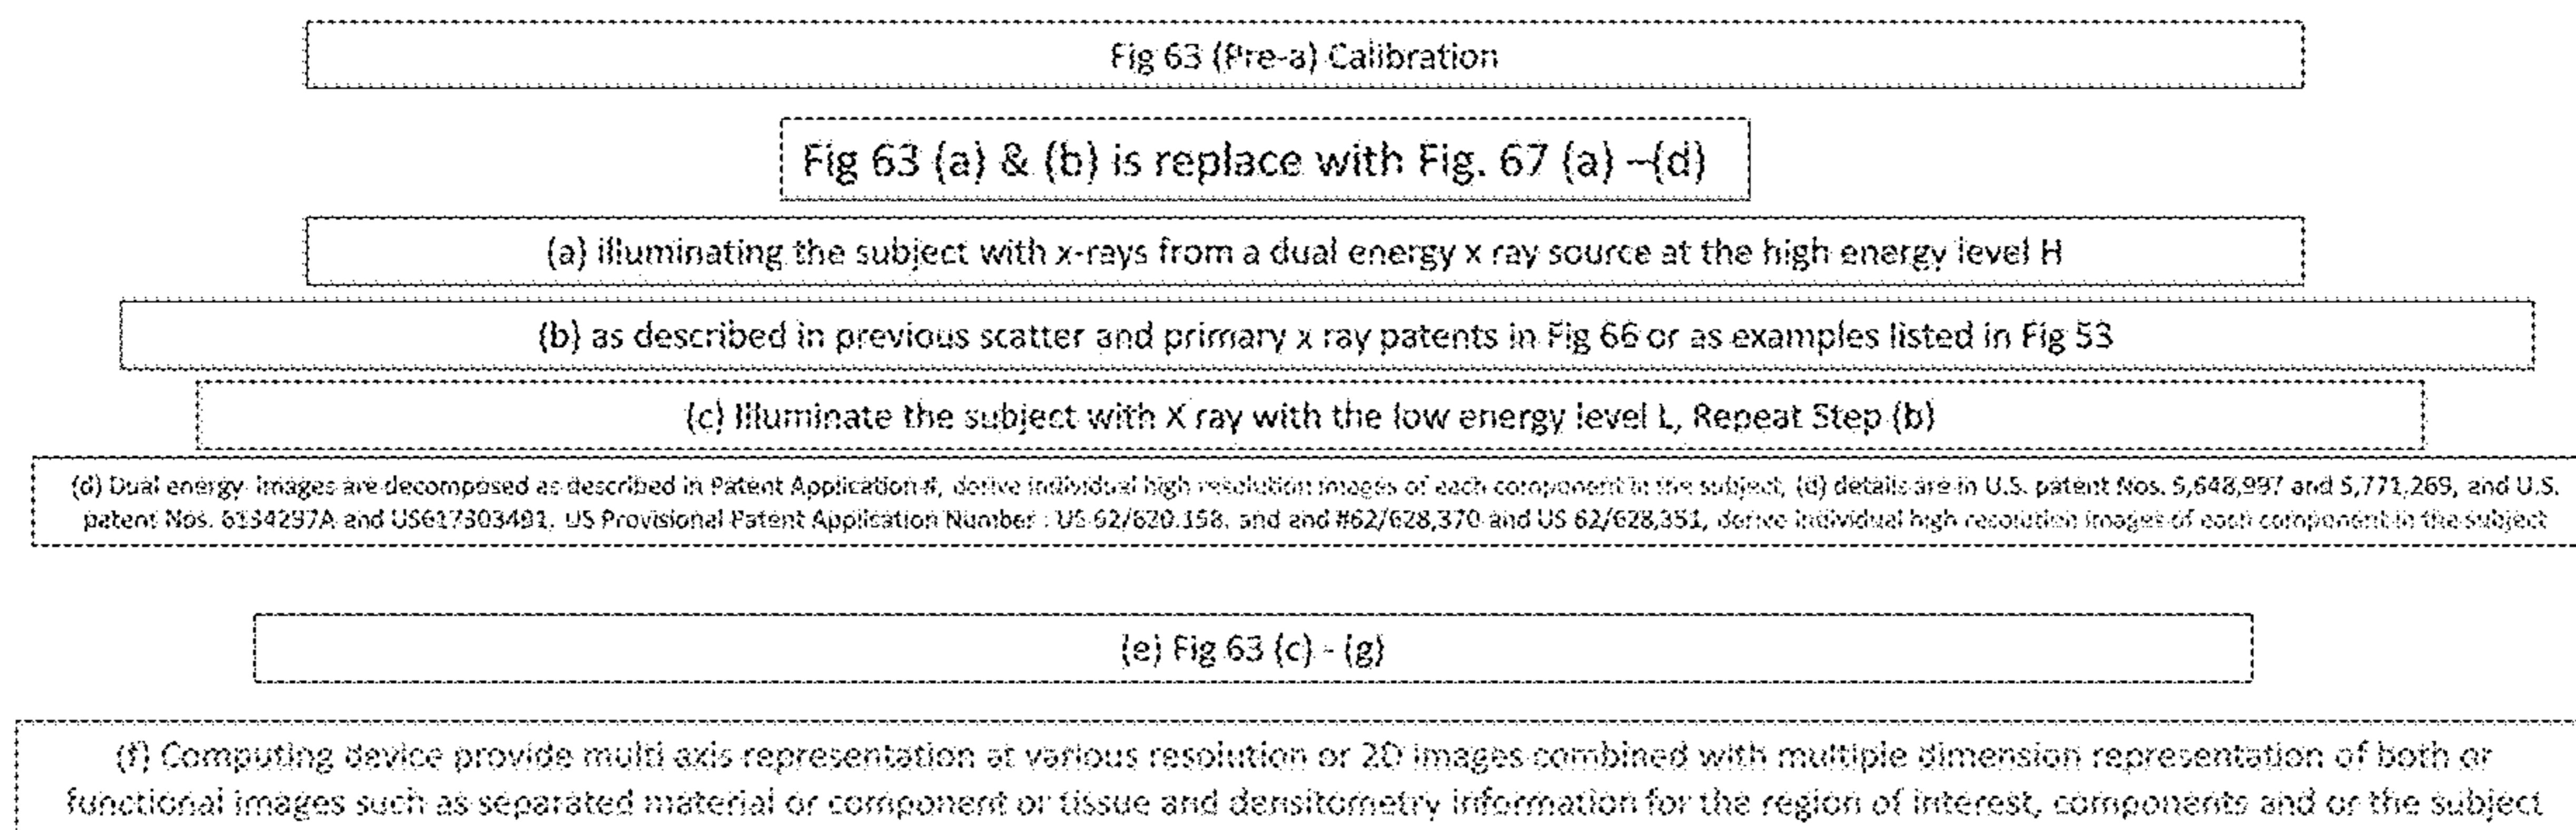 Fig 63 (Pre-a) Calibration
Fig 63 (a) & (b) is replace with Fig. 67 (a) –(d)
(a) illuminating the subject with x-rays from a dual energy x ray source at the high energy level H
(b) as described in previous scatter and primary x ray patents in Fig 66 or as examples listed in Fig 53
(c) Illuminate the subject with X ray with the low energy level L, Repeat Step (b)
(d) Dual energy images are decomposed as described in Patent Application #, derive individual high resolution images of each component in the subject, (d) details are in U.S. patent Nos. 5,648,997 and 5,771,269, and U.S.
patent Nos. 6134297A and US617303491, US Provisional Patent Application Number : US 62/620.158, and and #62/628,370 and US 62/628,351, derive individual high resolution images of each component in the subject
(e) Fig 63 (c) - (g)
(f) Computing device provide multi axis representation at various resolution or 2D images combined with multiple dimension representation of both or
functional images such as separated material or component or tissue and densitometry information for the region of interest, components and or the subject